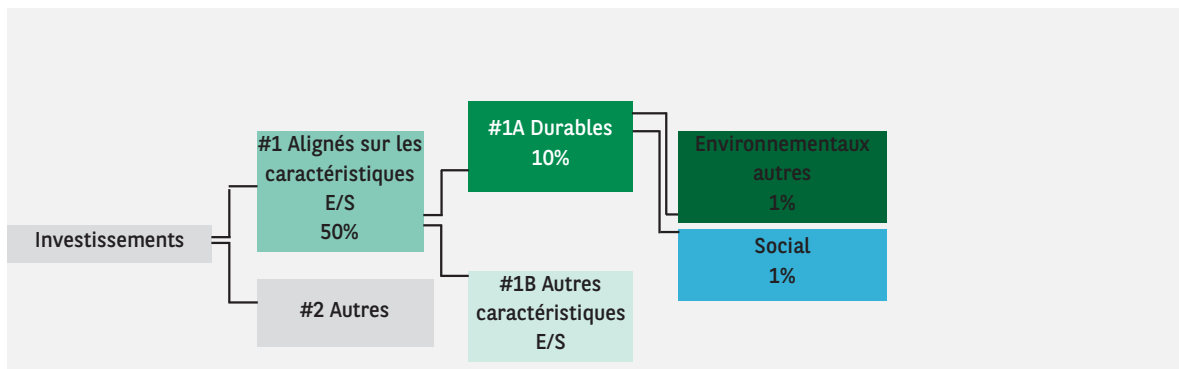 Investissements
#1 Alignés sur les
caractéristiques
E/S
50%
#2 Autres
#1A Durables
10%
#1B Autres
caractéristiques
E/S
Environnementaux
autres
1%
Social
1%